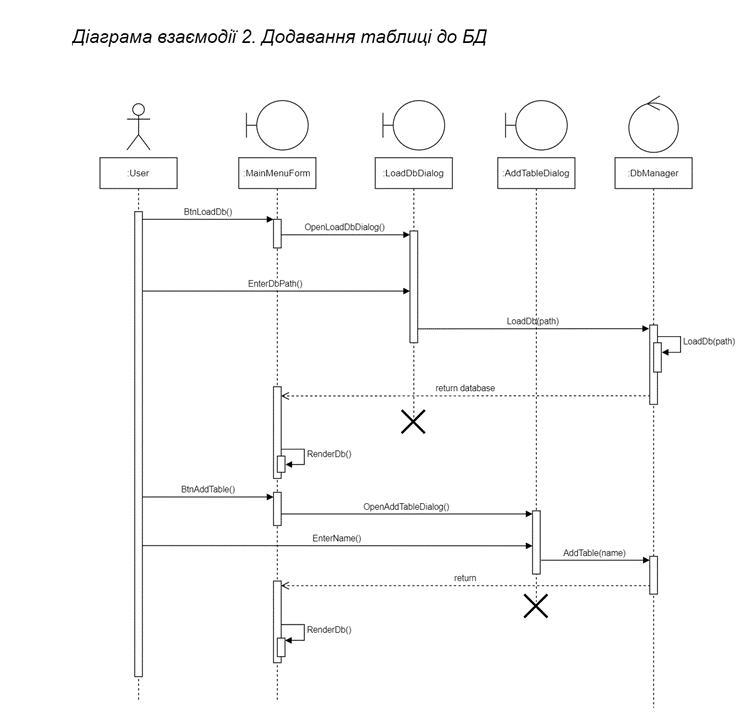 Діаграма взаємодії 2. Додавання таблиці до БД
:User
:MainMenuForm
:LoadDbDialog
:AddTableDialog
:DbManager
BtnLoadDb()
OpenLoadDbDialog()
EnterDbPath()
LoadDb(path)
LoadDb(path)
return database
RenderDb()
BtnAddTable()
OpenAddTableDialog()
EnterName()
AddTable(name)
return
RenderDb()